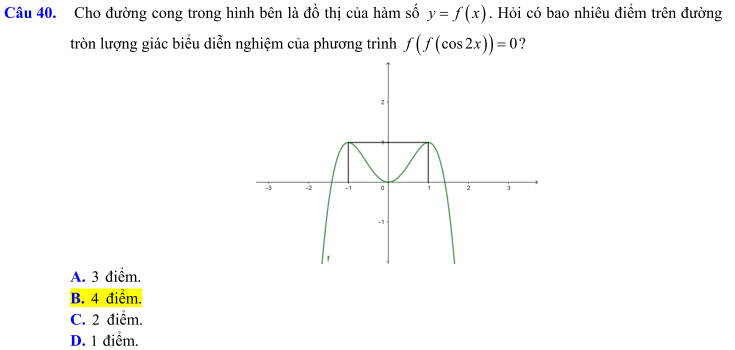 Câu 40. Cho đường cong trong hình bên là đồ thị của hàm số y = f(x). Hỏi có bao nhiêu điểm trên đường
tròn lượng giác biểu diễn nghiệm của phương trình f(f(cos2x)) = 0?
2
1
-3 -2 -1 0 1 2 3
-1
f
A. 3 điểm.
B. 4 điểm.
C. 2 điểm.
D. 1 điểm.